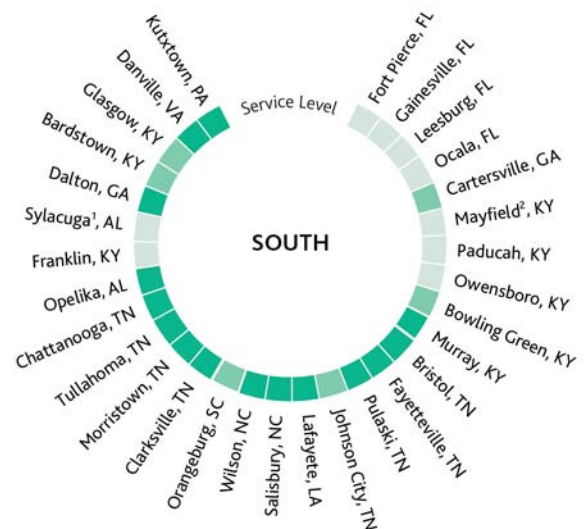 Service Level
Fort Pierce, FL
Gainesville, FL
Leesburg, FL
Ocala, FL
Cartersville, GA
Mayfield², KY
Paducah, KY
Owensboro, KY
Bowling Green, KY
Murray, KY
Bristol, TN
Fayetteville, TN
Pulaski, TN
Johnson City, TN
Lafayete, LA
Salisbury, NC
Wilson, NC
Orangeburg, SC
Clarksville, TN
Morristown, TN
Tullahoma, TN
Chattanooga, TN
Opelika, AL
Franklin, KY
Sylacuga¹, AL
Dalton, GA
Bardstown, KY
Glasgow, KY
Danville, VA
Kutxtown, PA
SOUTH